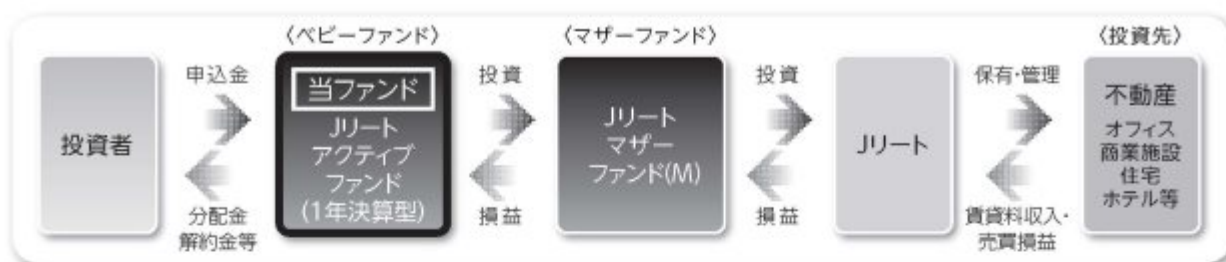 〈ベビーファンド〉
〈マザーファンド〉
〈投資先〉
投資者
申込金
分配金
解約金等
当ファンド
Jリート
アクティブ
ファンド
(1年決算型)
投資
損益
Jリート
マザー
ファンド(M)
投資
損益
Jリート
保有・管理
賃貸料収入・
売買損益
不動産
オフィス
商業施設
住宅
ホテル等